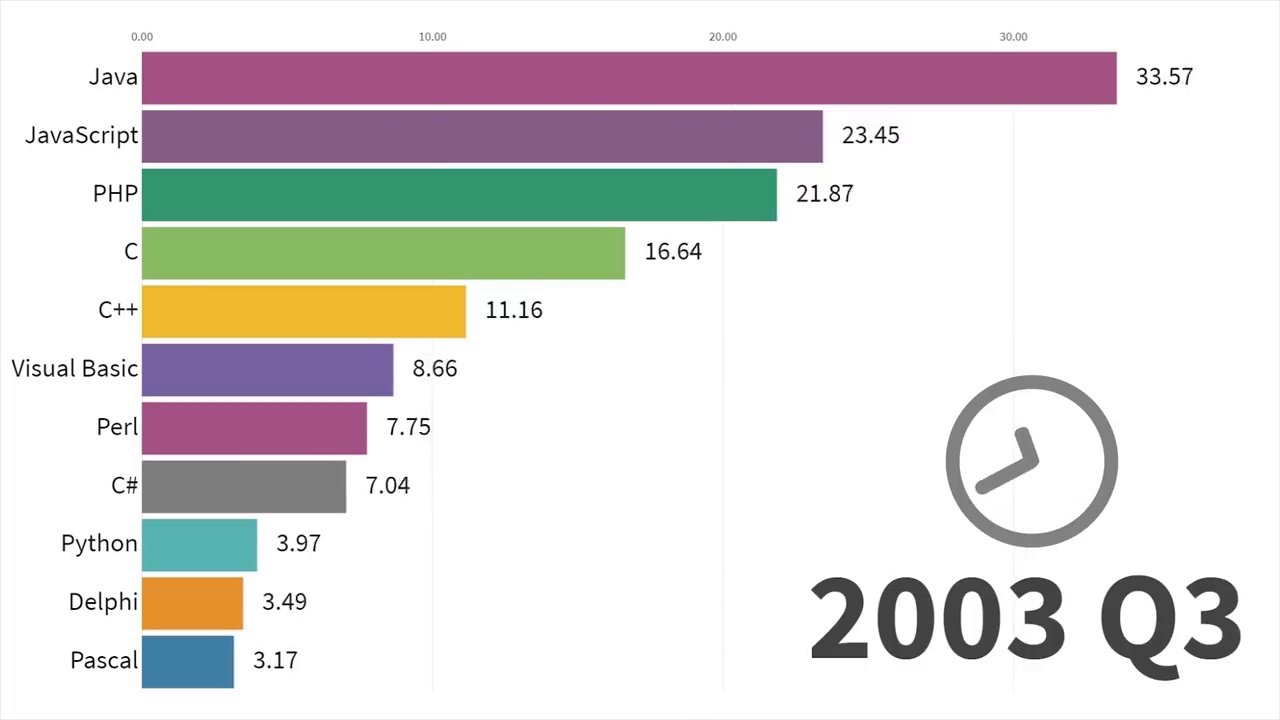 0.00 10.00 20.00 30.00
Java 33.57
JavaScript 23.45
PHP 21.87
C 16.64
C++ 11.16
Visual Basic 8.66
Perl 7.75
C# 7.04
Python 3.97
Delphi 3.49
Pascal 3.17
2003 Q3